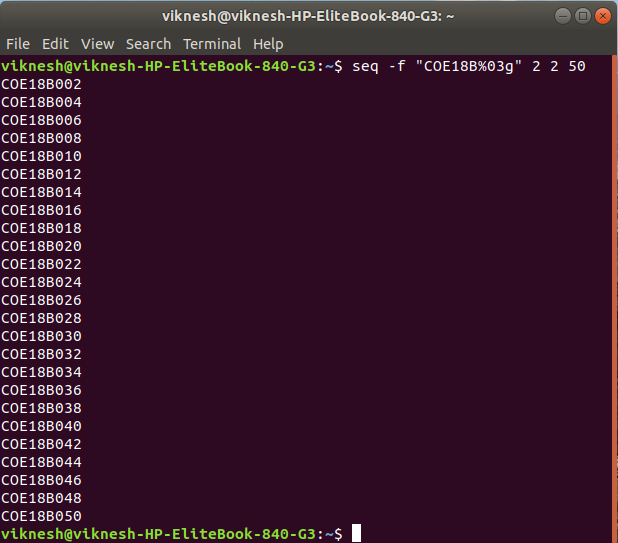 viknesh@viknesh-HP-EliteBook-840-G3: ~
File Edit View Search Terminal Help
viknesh@viknesh-HP-EliteBook-840-G3:~$ seq -f "COE18B%03g" 2 2 50
COE18B002
COE18B004
COE18B006
COE18B008
COE18B010
COE18B012
COE18B014
COE18B016
COE18B018
COE18B020
COE18B022
COE18B024
COE18B026
COE18B028
COE18B030
COE18B032
COE18B034
COE18B036
COE18B038
COE18B040
COE18B042
COE18B044
COE18B046
COE18B048
COE18B050
viknesh@viknesh-HP-EliteBook-840-G3:~$